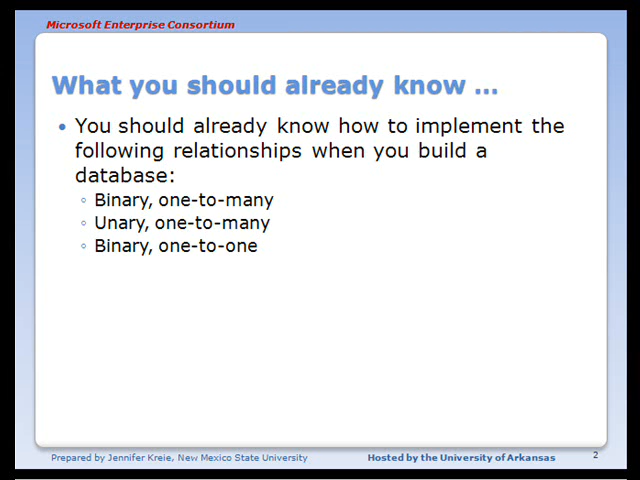 Microsoft Enterprise Consortium
What you should already know ...
• You should already know how to implement the
following relationships when you build a
database:
◦ Binary, one-to-many
◦ Unary, one-to-many
◦ Binary, one-to-one
Prepared by Jennifer Kreie, New Mexico State University
Hosted by the University of Arkansas
2